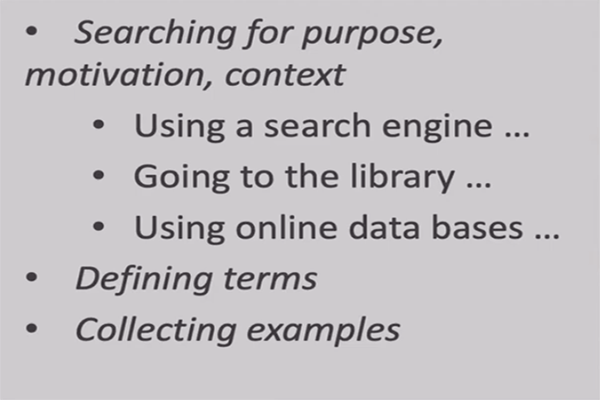 • Searching for purpose,
motivation, context
• Using a search engine ...
• Going to the library ...
• Using online data bases ...
• Defining terms
• Collecting examples